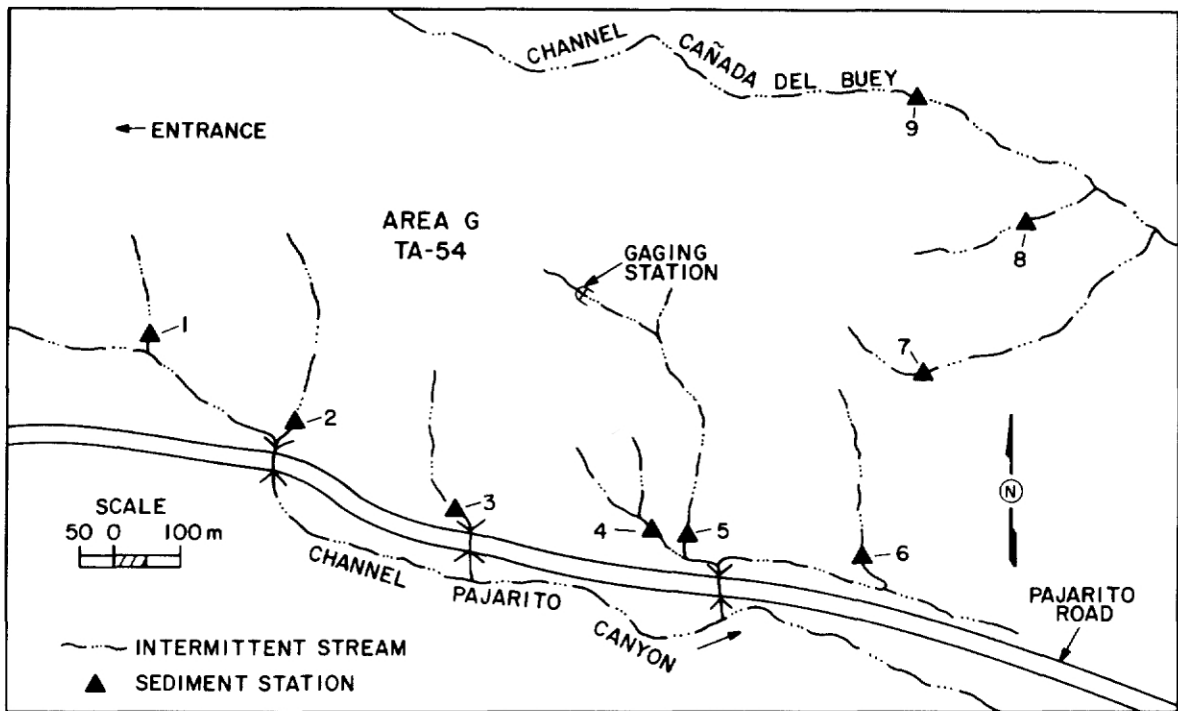 CHANNEL CAÑADA DEL BUEY
9
← ENTRANCE
AREA G
TA-54
8
GAGING
STATION
1
7
2
N
SCALE
50 0 100 m
3
4
5
6
CHANNEL PAJARITO CANYON
PAJARITO
ROAD
INTERMITTENT STREAM
SEDIMENT STATION